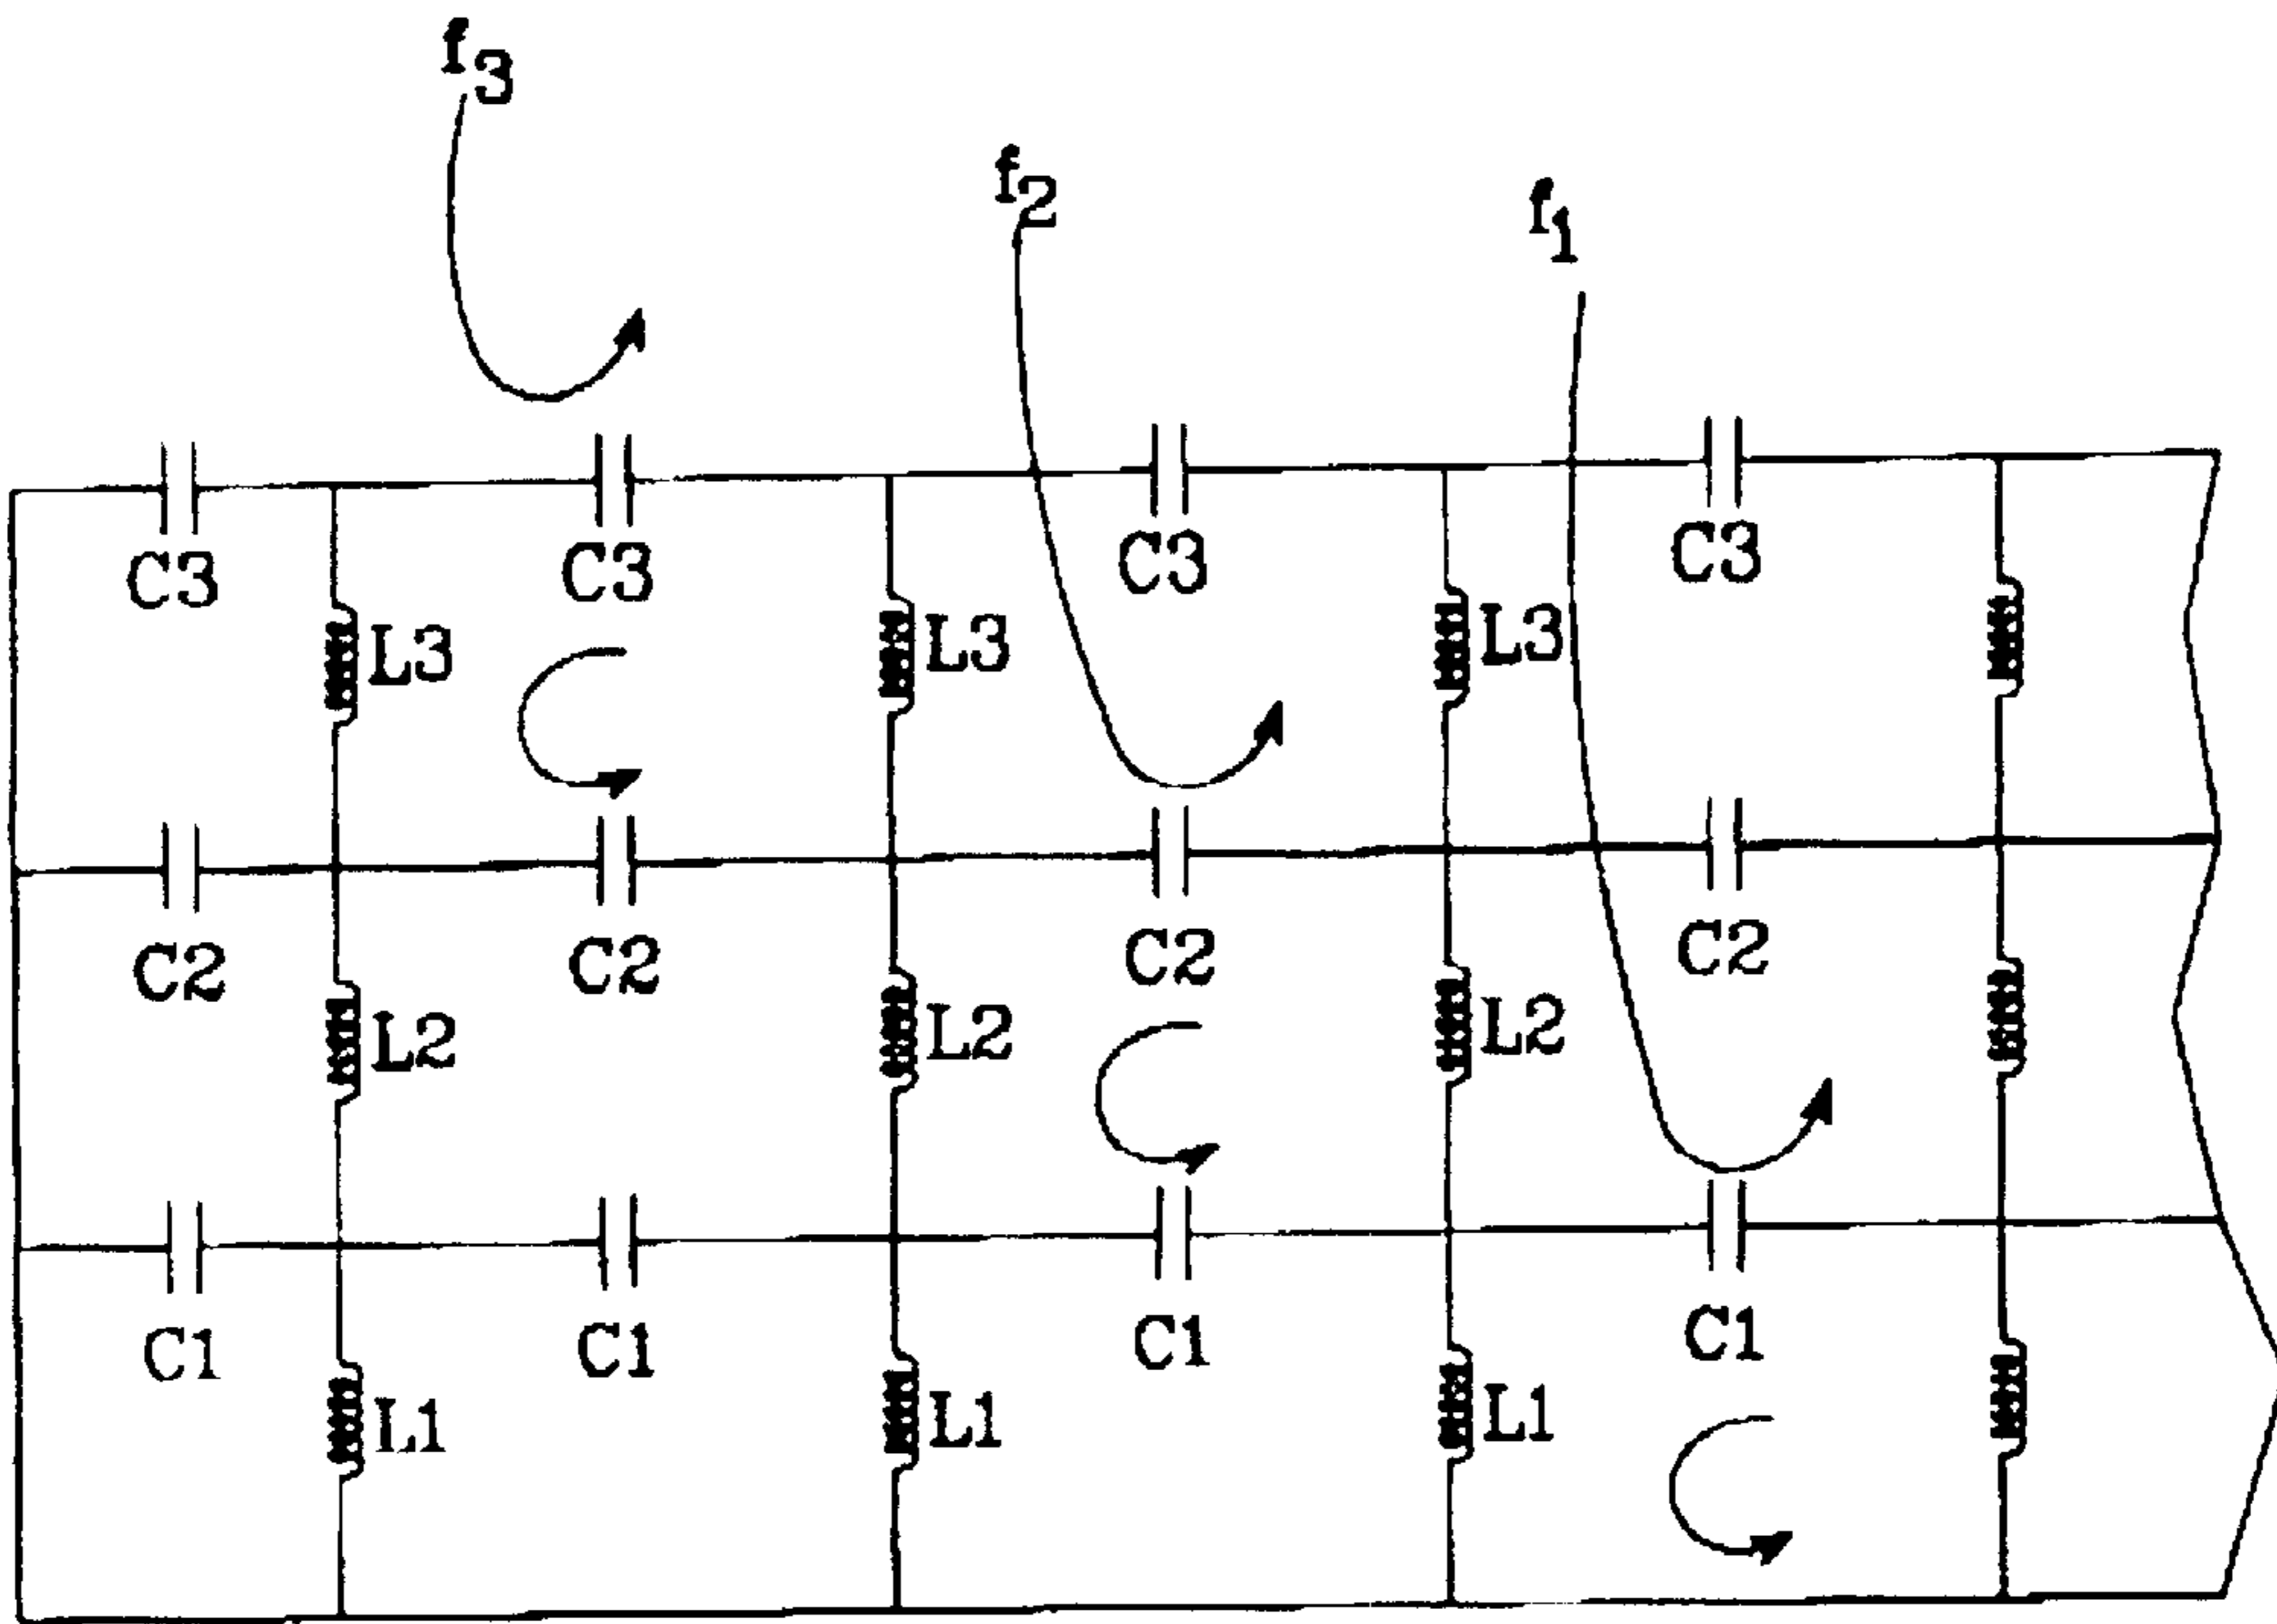 f3
f2
f1
C3 C3 C3 C3
L3 L3 L3
C2 C2 C2 C2
L2 L2 L2
C1 C1 C1 C1
L1 L1 L1